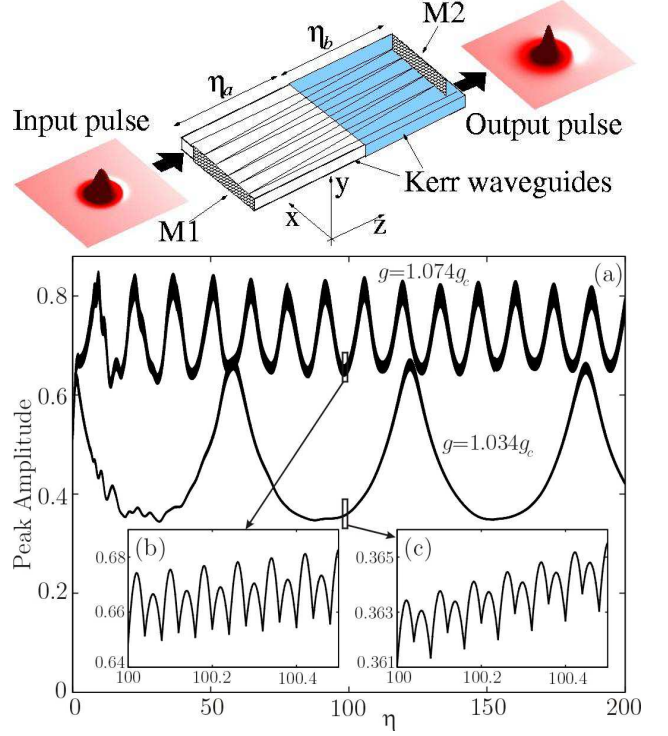 M2
η_b
η_a
Input pulse
Output pulse
Kerr waveguides
M1
y
x
z
(a)
g=1.074g_c
g=1.034g_c
Peak Amplitude
0.8
0.6
0.4
0.2
0
(b)
0.68
0.66
0.64
100
100.2
100.4
(c)
0.365
0.363
0.361
100
100.2
100.4
0
50
100
150
200
η